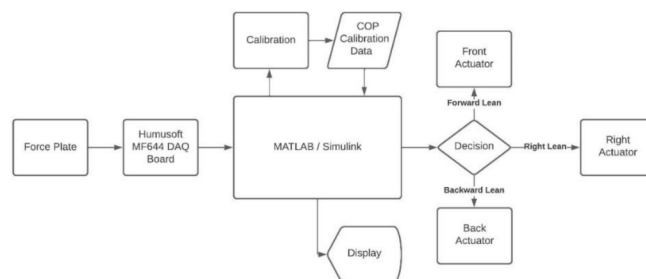 Calibration
COP
Calibration
Data
Front
Actuator
Forward Lean
Force Plate
Humusoft
MF644 DAQ
Board
MATLAB / Simulink
Decision
Right Lean
Right
Actuator
Backward Lean
Back
Actuator
Display